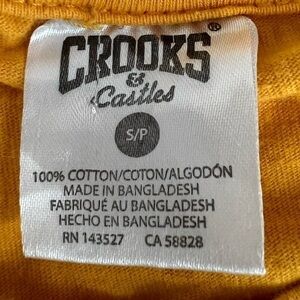 CROOKS®
&
Castles
S/P
100% COTTON/COTON/ALGODÓN
MADE IN BANGLADESH
FABRIQUÉ AU BANGLADESH
HECHO EN BANGLADESH
RN 143527 CA 58828